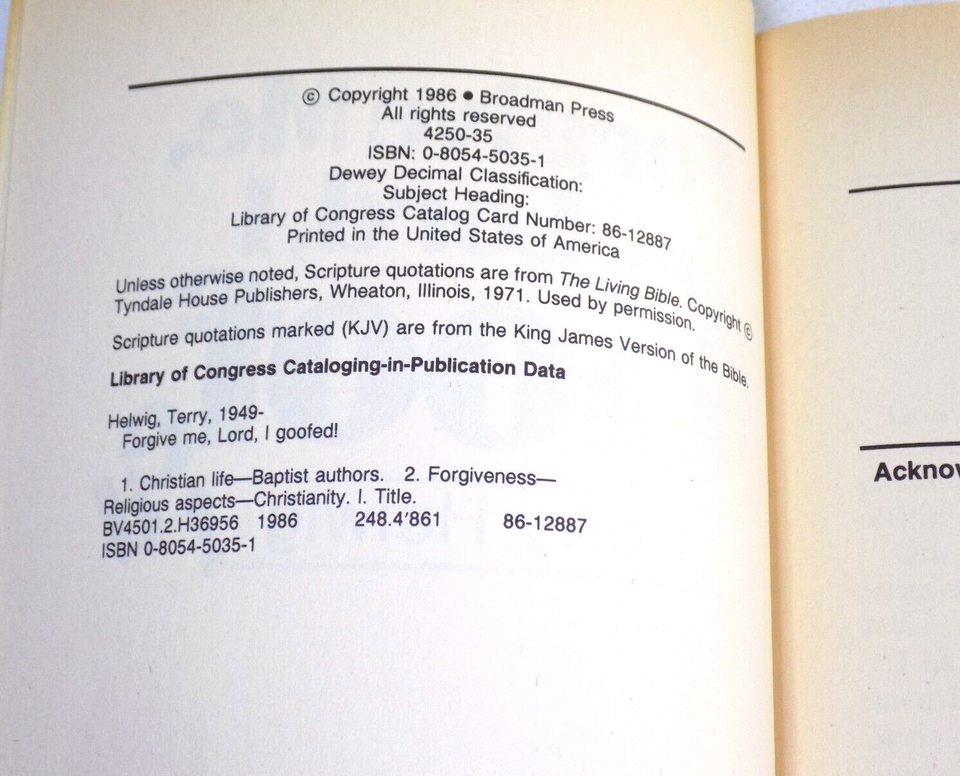 © Copyright 1986 • Broadman Press
All rights reserved
4250-35
ISBN: 0-8054-5035-1
Dewey Decimal Classification:
Subject Heading:
Library of Congress Catalog Card Number: 86-12887
Printed in the United States of America
Unless otherwise noted, Scripture quotations are from The Living Bible. Copyright ©
Tyndale House Publishers, Wheaton, Illinois, 1971. Used by permission.
Scripture quotations marked (KJV) are from the King James Version of the Bible.
Library of Congress Cataloging-in-Publication Data
Helwig, Terry, 1949-
Forgive me, Lord, I goofed!
1. Christian life—Baptist authors. 2. Forgiveness—
Religious aspects—Christianity. I. Title.
BV4501.2.H36956 1986 248.4'861 86-12887
ISBN 0-8054-5035-1
Acknow